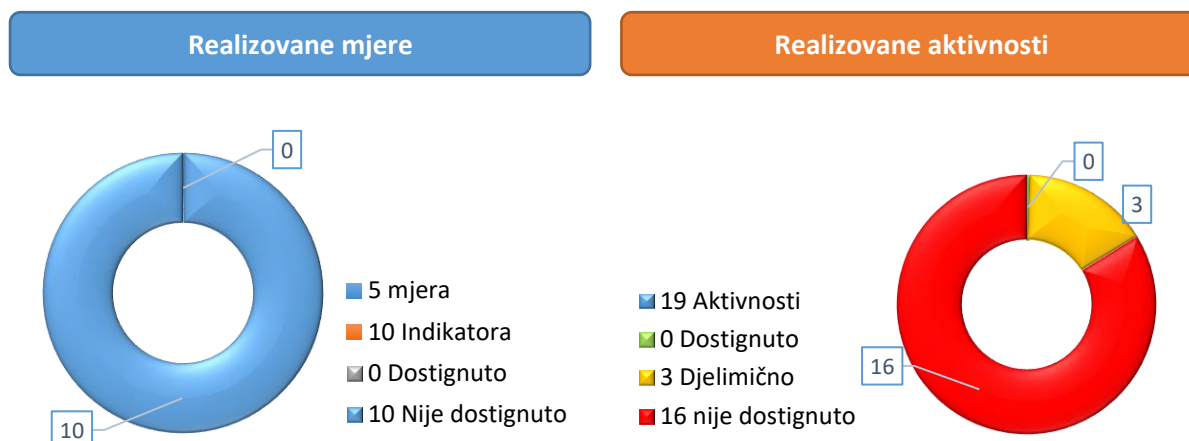 Realizovane mjere
0
10
5 mjera
10 Indikatora
0 Dostignuto
10 Nije dostignuto
Realizovane aktivnosti
19 Aktivnosti
0 Dostignuto
3 Djelimično
16 nije dostignuto
0
3
16